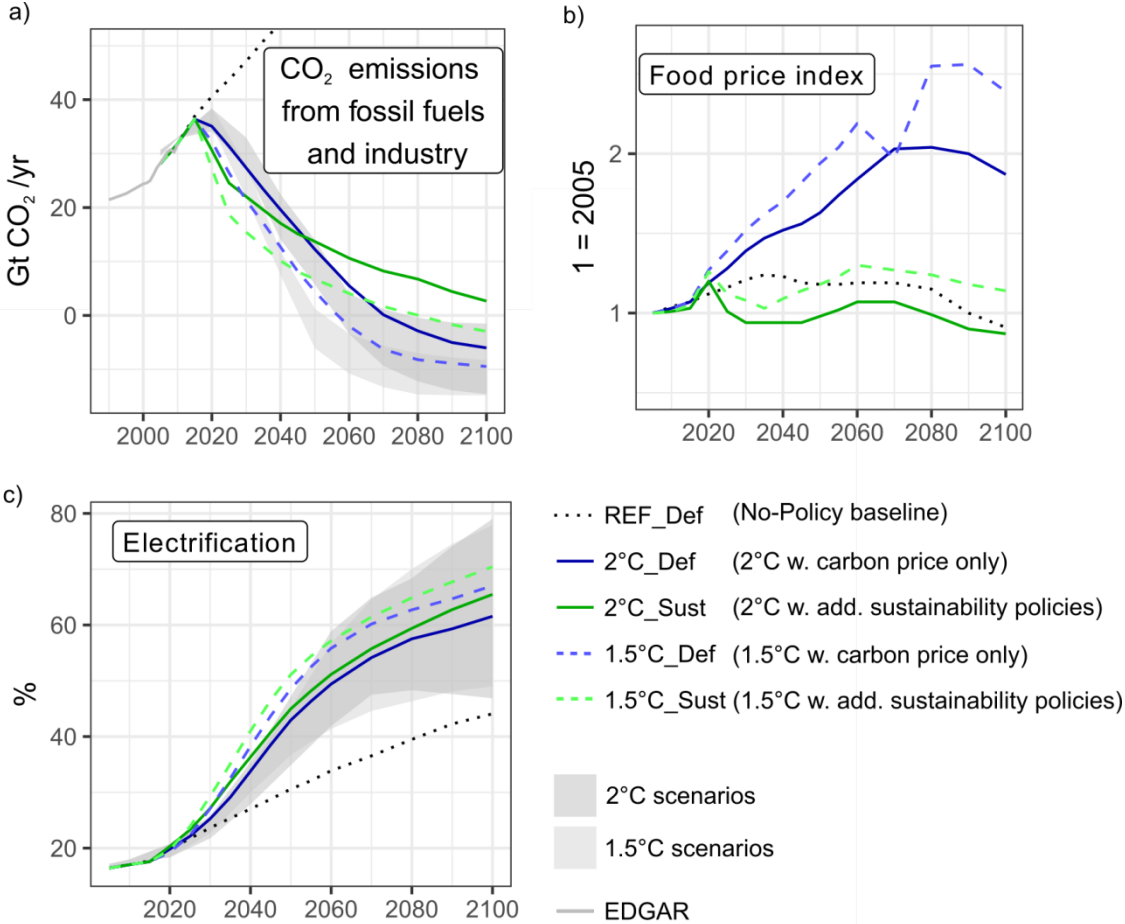 a)
CO₂ emissions
from fossil fuels
and industry
Gt CO₂ /yr
40
20
0
2000 2020 2040 2060 2080 2100
b)
Food price index
1 = 2005
2
1
2020 2040 2060 2080 2100
c)
Electrification
%
80
60
40
20
2020 2040 2060 2080 2100
REF_Def (No-Policy baseline)
2°C_Def (2°C w. carbon price only)
2°C_Sust (2°C w. add. sustainability policies)
1.5°C_Def (1.5°C w. carbon price only)
1.5°C_Sust (1.5°C w. add. sustainability policies)
2°C scenarios
1.5°C scenarios
EDGAR